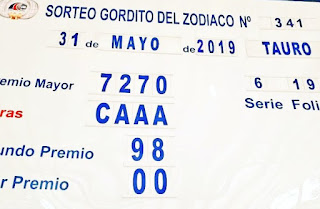 SORTEO GORDITO DEL ZODIACO Nº 341
31 de MAYO de 2019 TAURO
remio Mayor 7270 6 19
Serie Foli
ras CAAA
undo Premio 98
r Premio 00